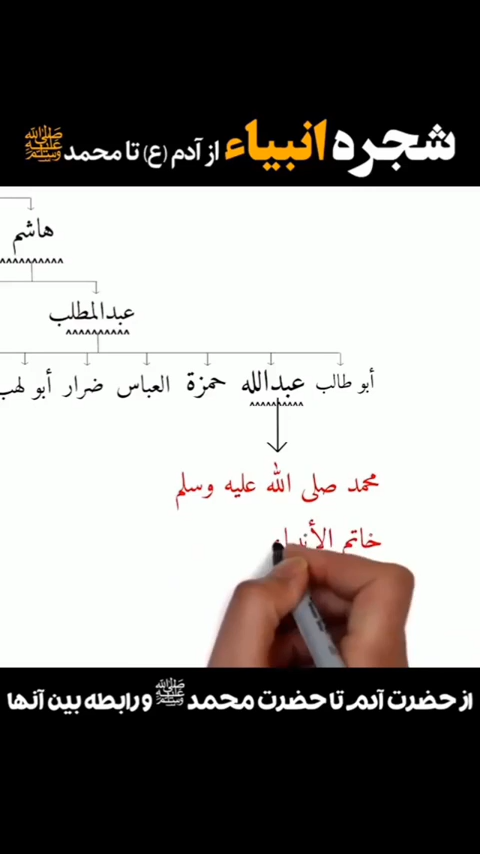 شجره انبیاء از آدم (ع) تا محمد ﷺ
هاشم
عبدالمطلب
أبو طالب عبدالله حمزة العباس ضرار أبو لهب
محمد صلى الله عليه وسلم
خاتم الأنبياء
از حضرت آدم تا حضرت محمد ﷺ و رابطه بین آنها